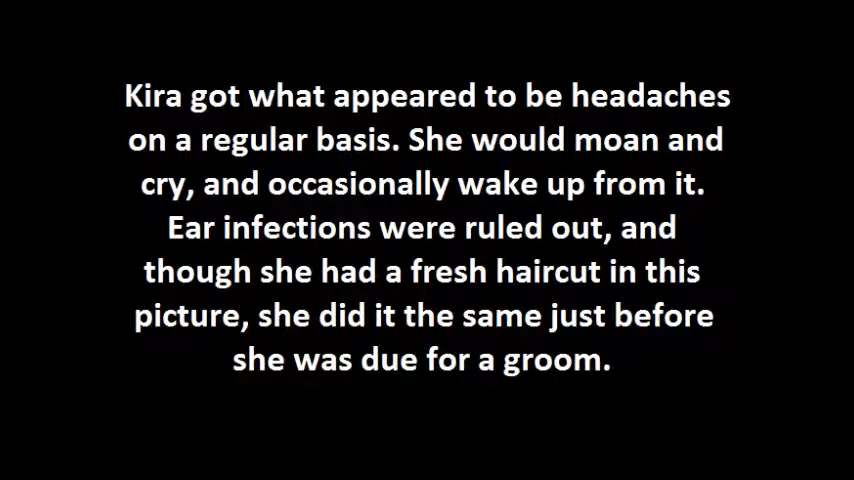 Kira got what appeared to be headaches
on a regular basis. She would moan and
cry, and occasionally wake up from it.
Ear infections were ruled out, and
though she had a fresh haircut in this
picture, she did it the same just before
she was due for a groom.